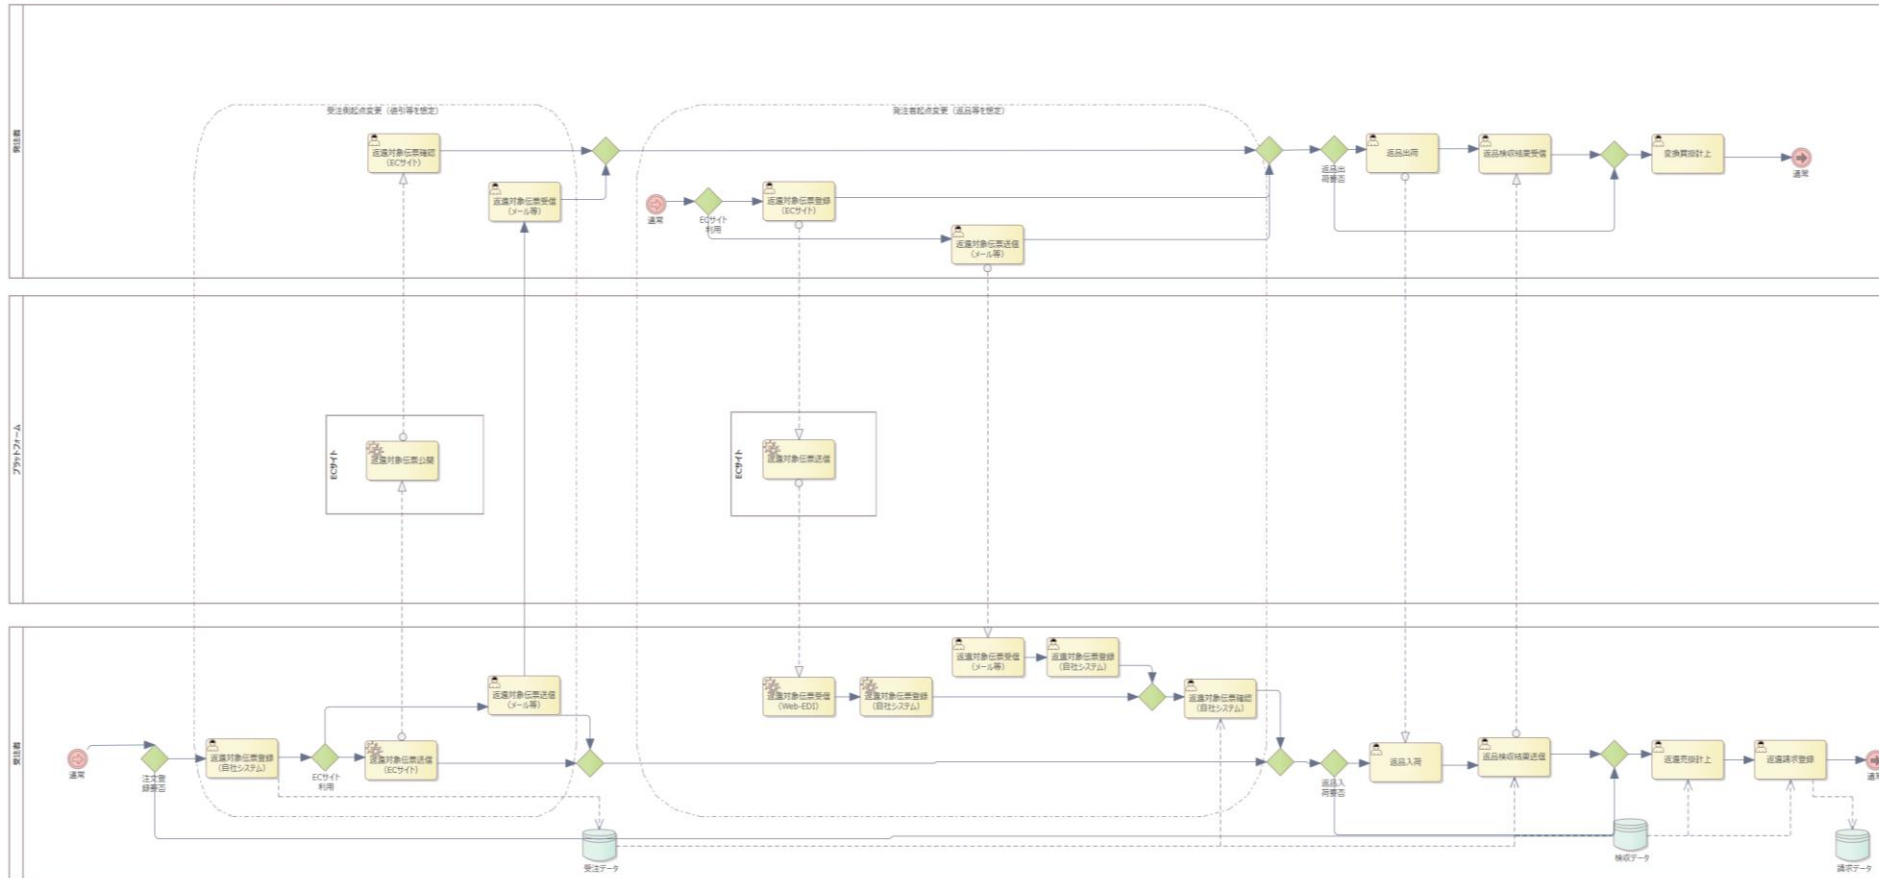 発注者
受注側起点変更（値引等を想定）
発注者起点変更（返品等を想定）
返還対象伝票確認
（ECサイト）
返還対象伝票受信
（メール等）
通常
ECサイト
利用
返還対象伝票登録
（ECサイト）
返還対象伝票送信
（メール等）
返品出
荷要否
返品出荷
返品検収結果受信
変換買掛計上
通常
プラットフォーム
ECサイト
返還対象伝票公開
ECサイト
返還対象伝票送信
受注者
通常
注文登
録要否
返還対象伝票登録
（自社システム）
ECサイト
利用
返還対象伝票送信
（メール等）
返還対象伝票送信
（ECサイト）
返還対象伝票受信
（メール等）
返還対象伝票登録
（自社システム）
返還対象伝票受信
（Web-EDI）
返還対象伝票登録
（自社システム）
返還対象伝票確認
（自社システム）
返品入
荷要否
返品入荷
返品検収結果送信
返還売掛計上
返還請求登録
通常
受注データ
検収データ
請求データ